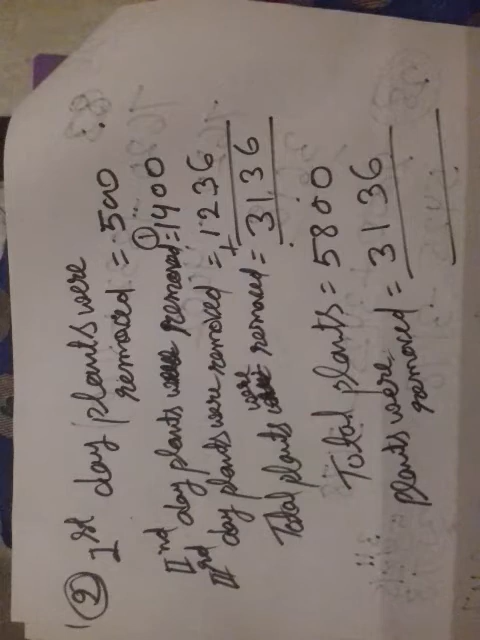 ② 1st day plants were
removed = 500
IInd day plants were removed = 1400
IIIrd day plants were removed = + 1236
Total plants were removed = 3136
Total plants = 5800
plants were
removed = 3136